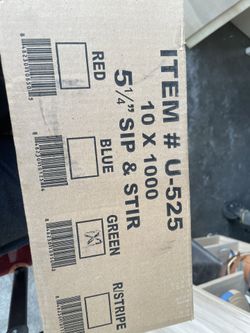 ITEM # U-525
10 X 1000
5¼" SIP & STIR
RED
BLUE
GREEN
R/STRIPE